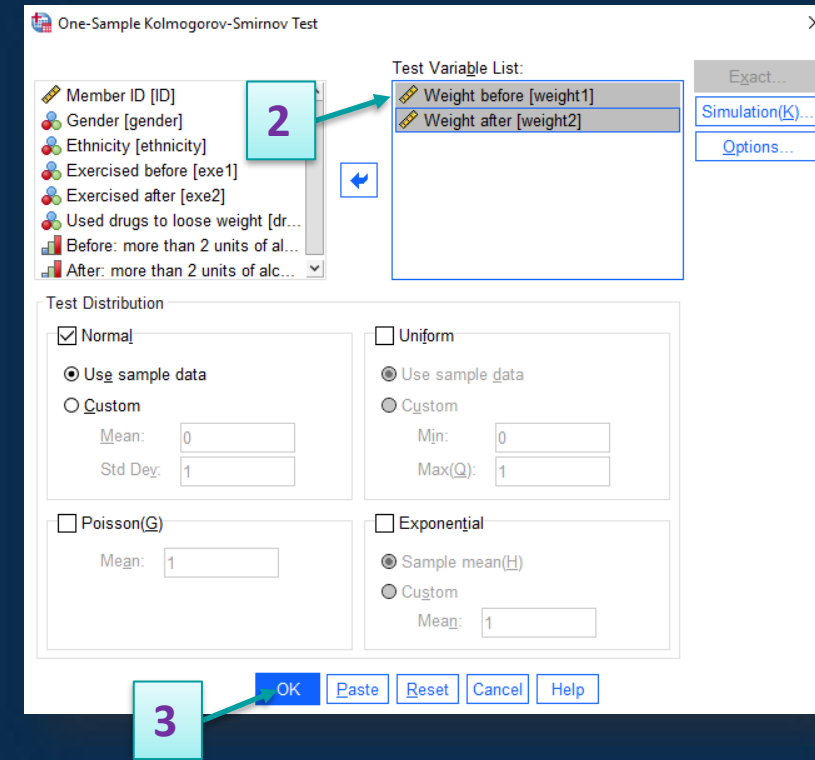 One-Sample Kolmogorov-Smirnov Test
Test Variable List:
Member ID [ID]
Gender [gender]
Ethnicity [ethnicity]
Exercised before [exe1]
Exercised after [exe2]
Used drugs to loose weight [dr...
Before: more than 2 units of al...
After: more than 2 units of alc...
2
Weight before [weight1]
Weight after [weight2]
Exact...
Simulation(K)...
Options...
Test Distribution
Normal
Use sample data
Custom
Mean: 0
Std Dev: 1
Uniform
Use sample data
Custom
Min: 0
Max(Q): 1
Poisson(G)
Mean: 1
Exponential
Sample mean(H)
Custom
Mean: 1
OK Paste Reset Cancel Help
3